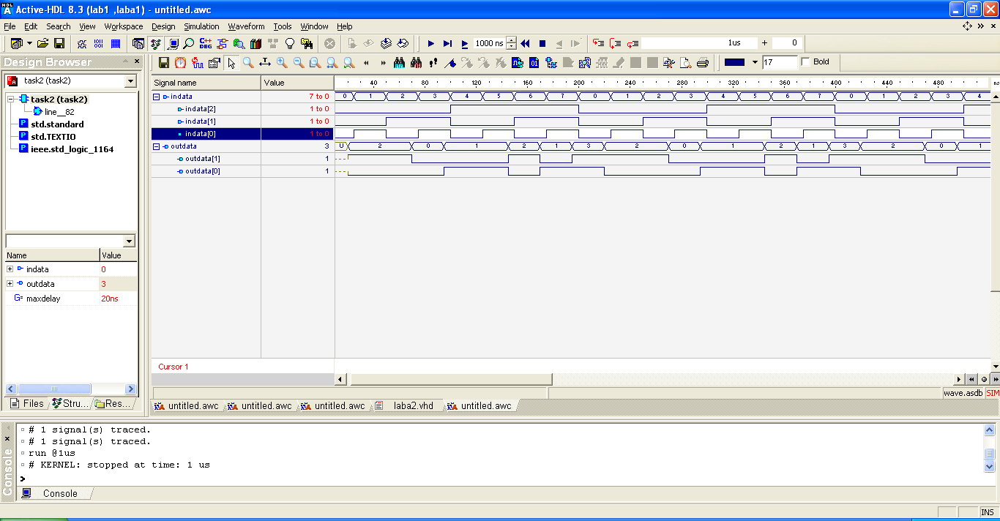 Active-HDL 8.3 (lab1 ,laba1) - untitled.awc
File Edit Search View Workspace Design Simulation Waveform Tools Window Help
C++ DBG 1000 ns 1us + 0
Design Browser
17 Bold
task2 (task2)
task2 (task2)
line__82
std.standard
std.TEXTIO
ieee.std_logic_1164
Name Value
indata 0
outdata 3
maxdelay 20ns
Files Stru... Res...
Signal name Value 40 80 120 160 200 240 280 320 360 400 440 480 ns
indata 7 to 0 0 1 2 3 4 5 6 7 0 1 2 3 4 5 6 7 0 1 2 3 4
indata[2] 1 to 0
indata[1] 1 to 0
indata[0] 1 to 0
outdata 3 U 2 0 1 2 1 3 2 0 1 2 1 3 2 0 1
outdata[1] 1
outdata[0] 1
Cursor 1
wave.asdb SIM
untitled.awc untitled.awc untitled.awc laba2.vhd untitled.awc
# 1 signal(s) traced.
# 1 signal(s) traced.
run @1us
# KERNEL: stopped at time: 1 us
>
Console
Console
INS